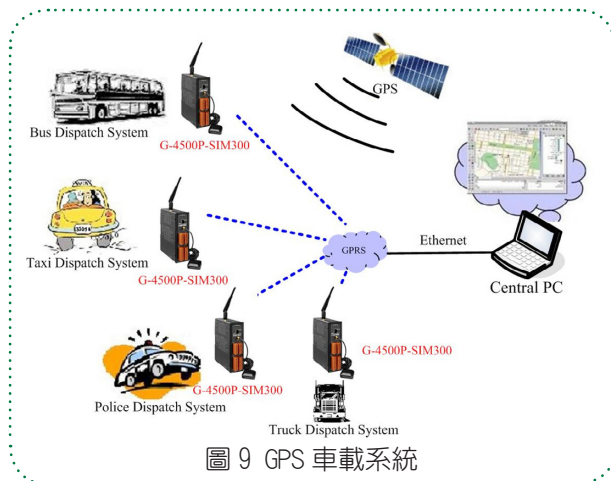 GPS
Bus Dispatch System
G-4500P-SIM300
Taxi Dispatch System
G-4500P-SIM300
GPRS
Ethernet
Central PC
Police Dispatch System
G-4500P-SIM300
G-4500P-SIM300
Truck Dispatch System
圖 9 GPS 車載系統